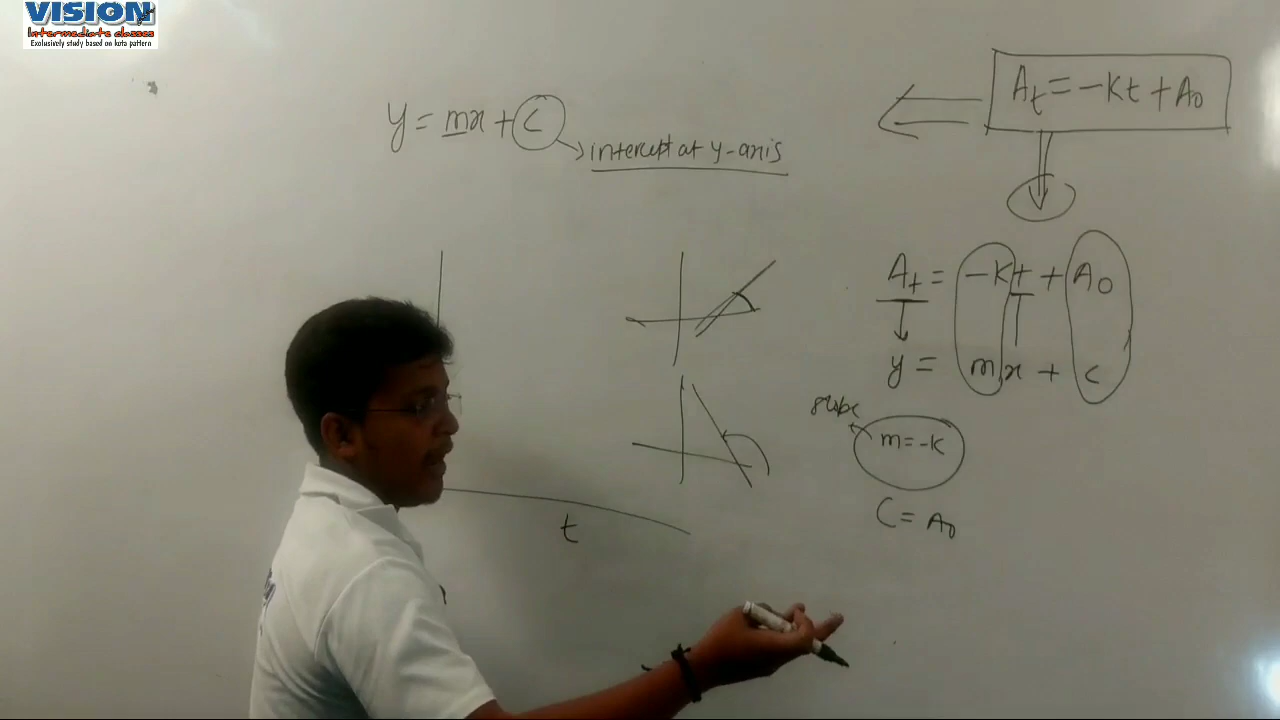 VISION
Intermediate classes
Exclusively study based on kota pattern
y = mx + c
intercept at y-axis
At = -Kt + A0
At = -Kt + A0
y = mx + c
slope
m = -K
C = A0
t